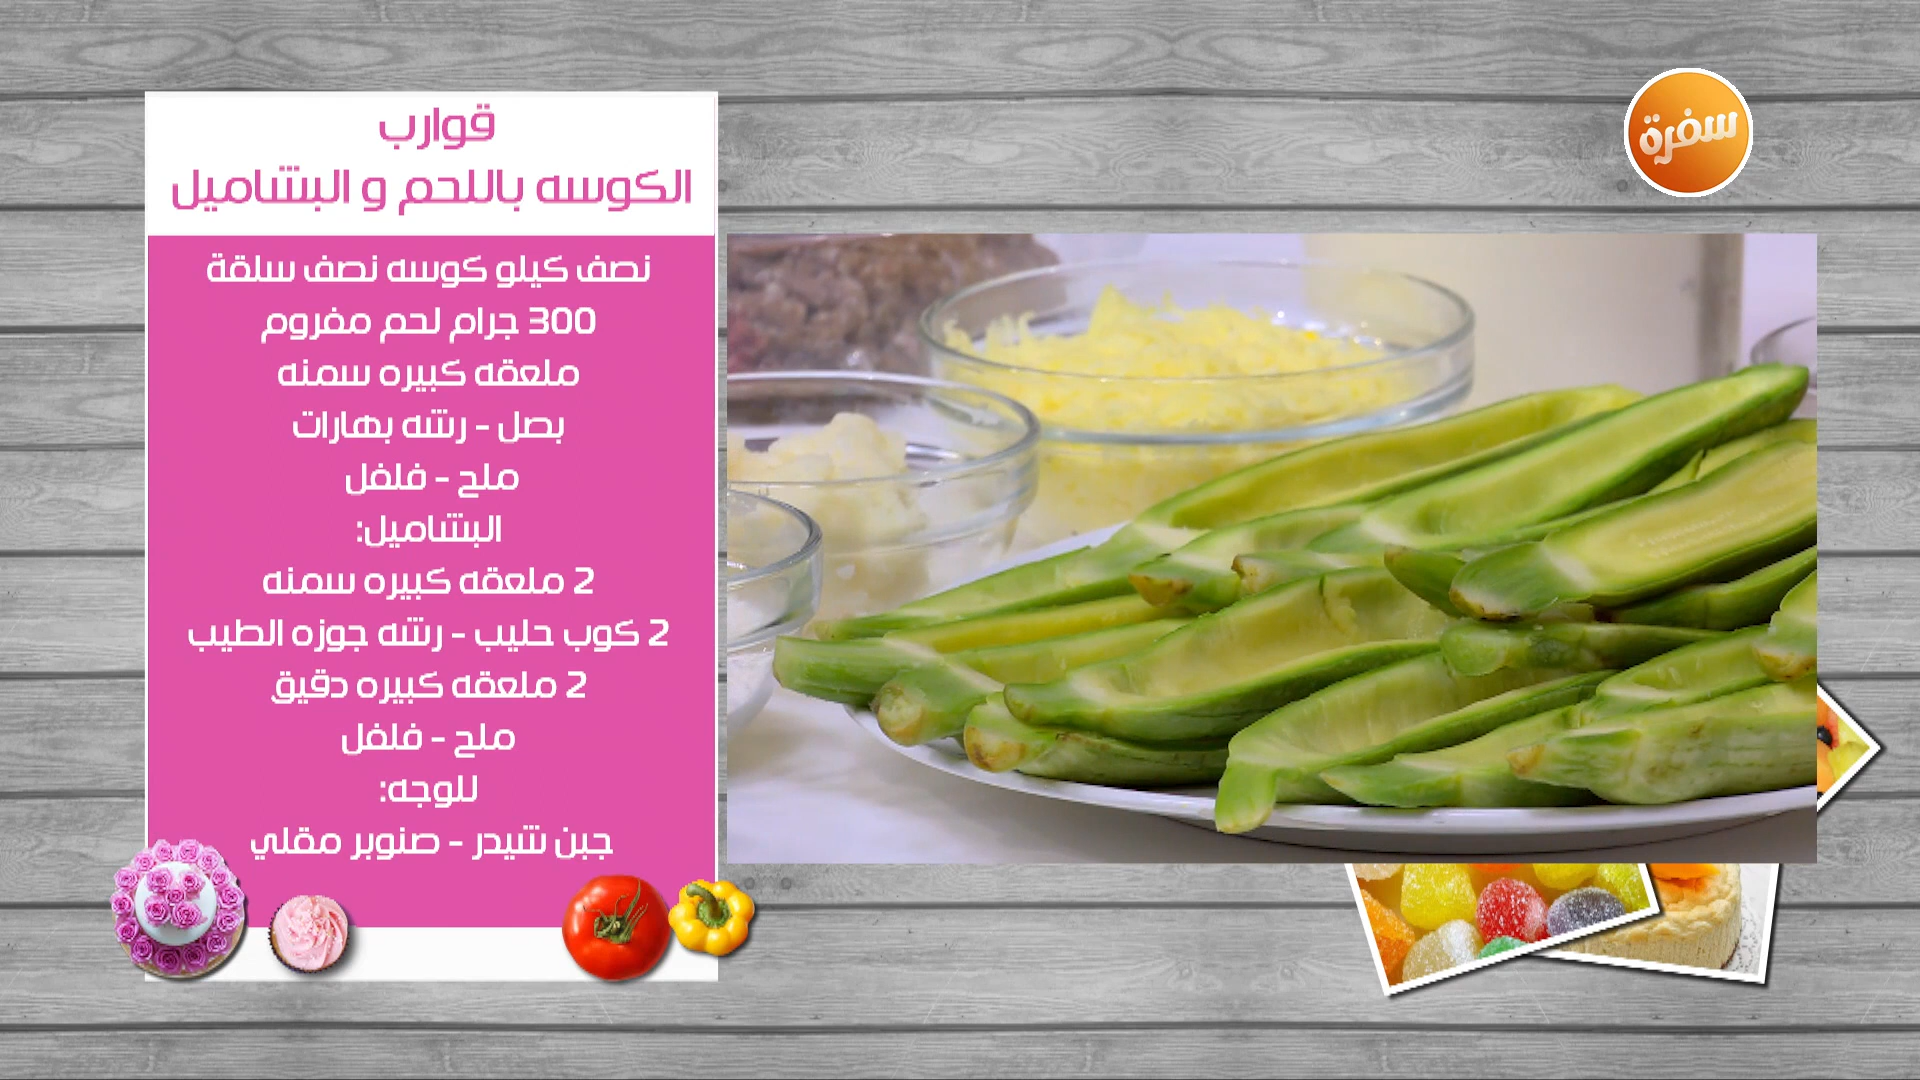 سفرة
قوارب
الكوسه باللحم و البشاميل
نصف كيلو كوسه نصف سلقة
300 جرام لحم مفروم
ملعقه كبيره سمنه
بصل - رشه بهارات
ملح - فلفل
البشاميل:
2 ملعقه كبيره سمنه
2 كوب حليب - رشه جوزه الطيب
2 ملعقه كبيره دقيق
ملح - فلفل
للوجه:
جبن شيدر - صنوبر مقلي